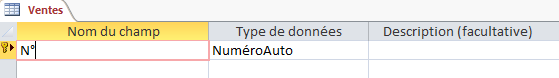 Ventes
Nom du champ Type de données Description (facultative)
N° NuméroAuto